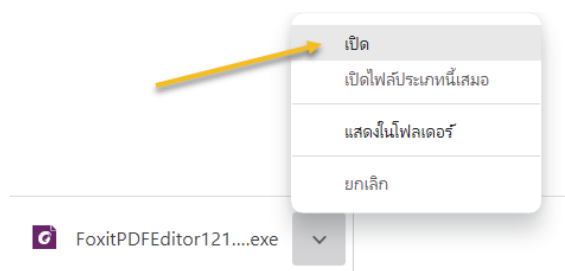 เปิด
เปิดไฟล์ประเภทนี้เสมอ
แสดงในโฟลเดอร์
ยกเลิก
FoxitPDFEditor121....exe